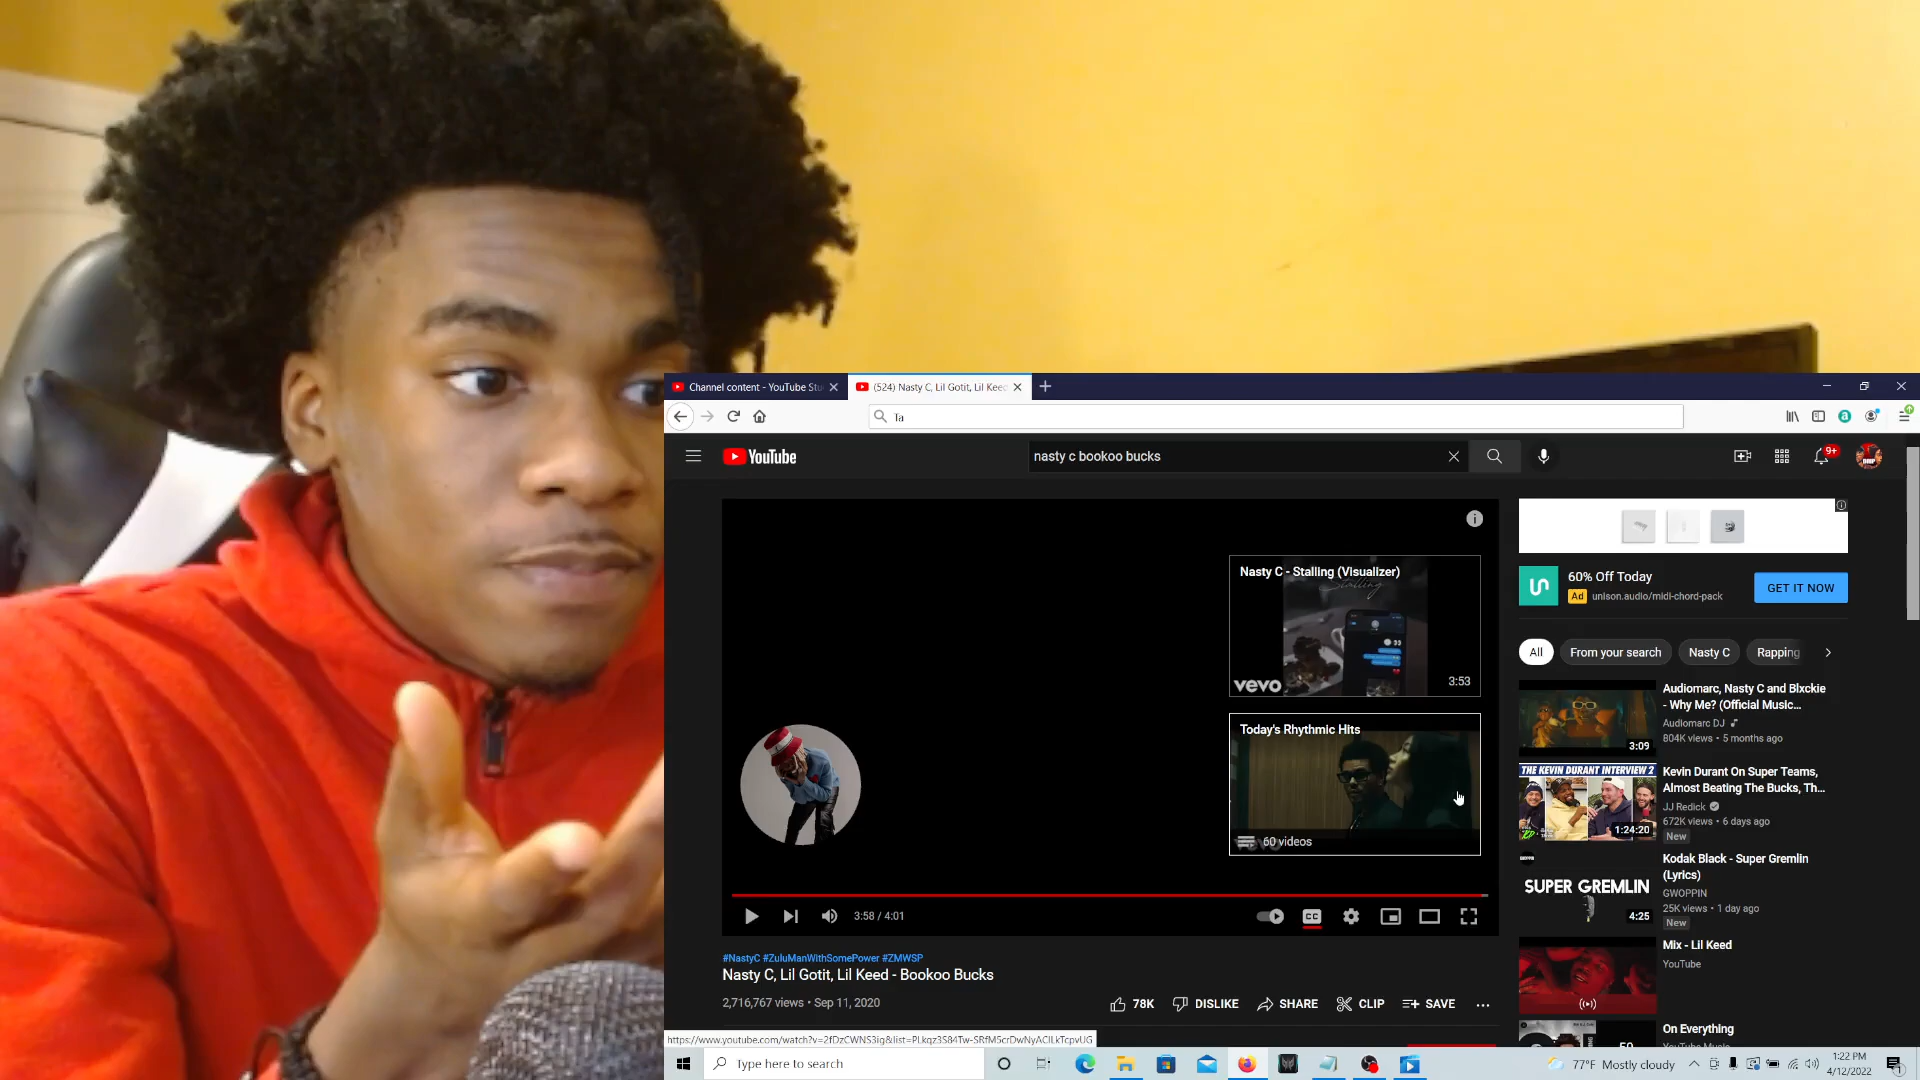 Channel content - YouTube Stu
(524) Nasty C, Lil Gotit, Lil Keed
Ta
YouTube
nasty c bookoo bucks
9+
Nasty C - Stalling (Visualizer)
Stalling
vevo
3:53
Today's Rhythmic Hits
60 videos
3:58 / 4:01
CC
#NastyC #ZuluManWithSomePower #ZMWSP
Nasty C, Lil Gotit, Lil Keed - Bookoo Bucks
2,716,767 views • Sep 11, 2020
78K
DISLIKE
SHARE
CLIP
SAVE
60% Off Today
Ad unison.audio/midi-chord-pack
GET IT NOW
All
From your search
Nasty C
Rapping
Audiomarc, Nasty C and Blxckie
- Why Me? (Official Music...
Audiomarc DJ
804K views • 5 months ago
3:09
THE KEVIN DURANT INTERVIEW 2
Kevin Durant On Super Teams,
Almost Beating The Bucks, Th...
JJ Redick
672K views • 6 days ago
New
1:24:20
Kodak Black - Super Gremlin
(Lyrics)
GWOPPIN
25K views • 1 day ago
New
SUPER GREMLIN
4:25
Mix - Lil Keed
YouTube
On Everything
YouTube Music
Type here to search
77°F Mostly cloudy
1:22 PM
4/12/2022